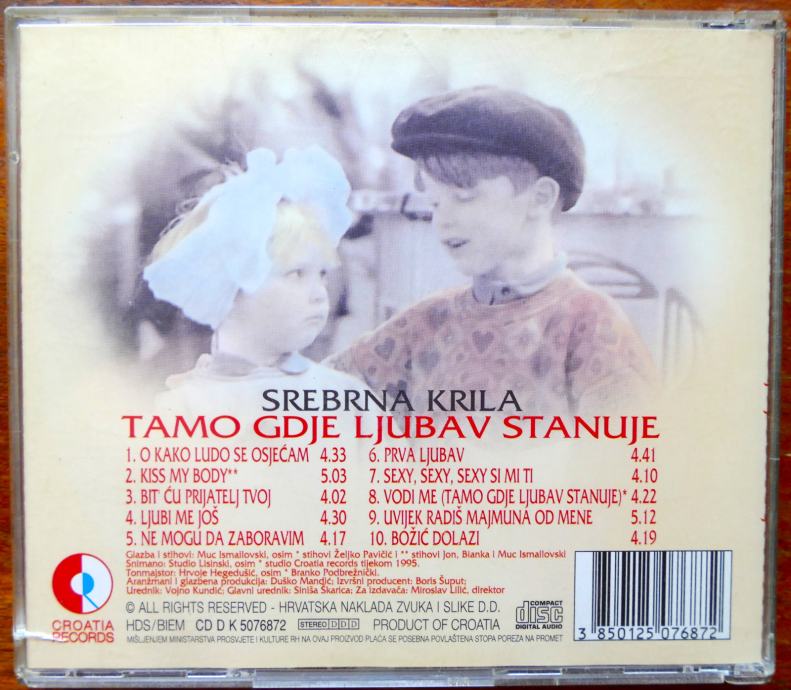 SREBRNA KRILA
TAMO GDJE LJUBAV STANUJE
1. O KAKO LUDO SE OSJEĆAM 4.33
2. KISS MY BODY** 5.03
3. BIT' ĆU PRIJATELJ TVOJ 4.02
4. LJUBI ME JOŠ 4.30
5. NE MOGU DA ZABORAVIM 4.17
6. PRVA LJUBAV 4.41
7. SEXY, SEXY, SEXY SI MI TI 4.10
8. VODI ME (TAMO GDJE LJUBAV STANUJE)* 4.22
9. UVIJEK RADIŠ MAJMUNA OD MENE 5.12
10. BOŽIĆ DOLAZI 4.19
Glazba i stihovi: Muc Ismailovski, osim * stihovi Željko Pavičić i ** stihovi Jon, Bianka i Muc Ismailovski
Snimano: Studio Lisinski, osim * studio Croatia records tijekom 1995.
Tonmajstor: Hrvoje Hegedušić, osim * Branko Podbrežnički.
Aranžmani i glazbena produkcija: Duško Mandić; Izvršni producent: Boris Šuput;
Urednik: Vojno Kundić; Glavni urednik: Siniša Škarica; Za izdavača: Miroslav Lilić, direktor
CROATIA
RECORDS
© ALL RIGHTS RESERVED - HRVATSKA NAKLADA ZVUKA I SLIKE D.D.
HDS/BIEM CD D K 5076872 STEREO DDD PRODUCT OF CROATIA
COMPACT
disc
DIGITAL AUDIO
MIŠLJENJEM MINISTARSTVA PROSVJETE I KULTURE RH NA OVAJ PROIZVOD PLAĆA SE POSEBNA POVLAŠTENA STOPA POREZA NA PROMET
3 850125 076872